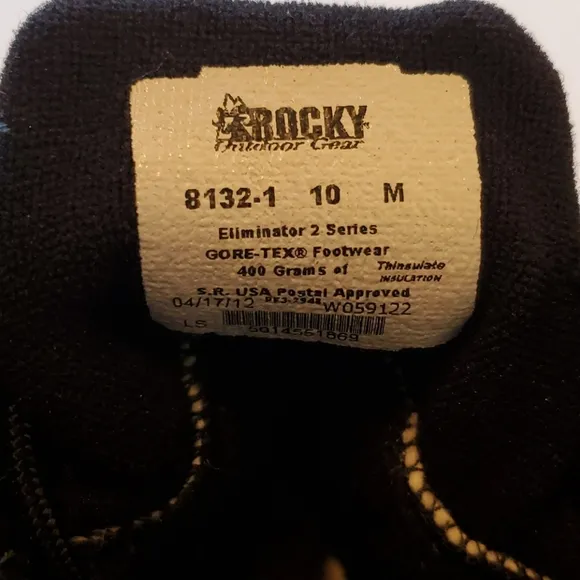 ROCKY
Outdoor Gear
8132-1 10 M
Eliminator 2 Series
GORE-TEX® Footwear
400 Grams of Thinsulate
INSULATION
S.R. USA Postal Approved
04/17/12 W059122
LS